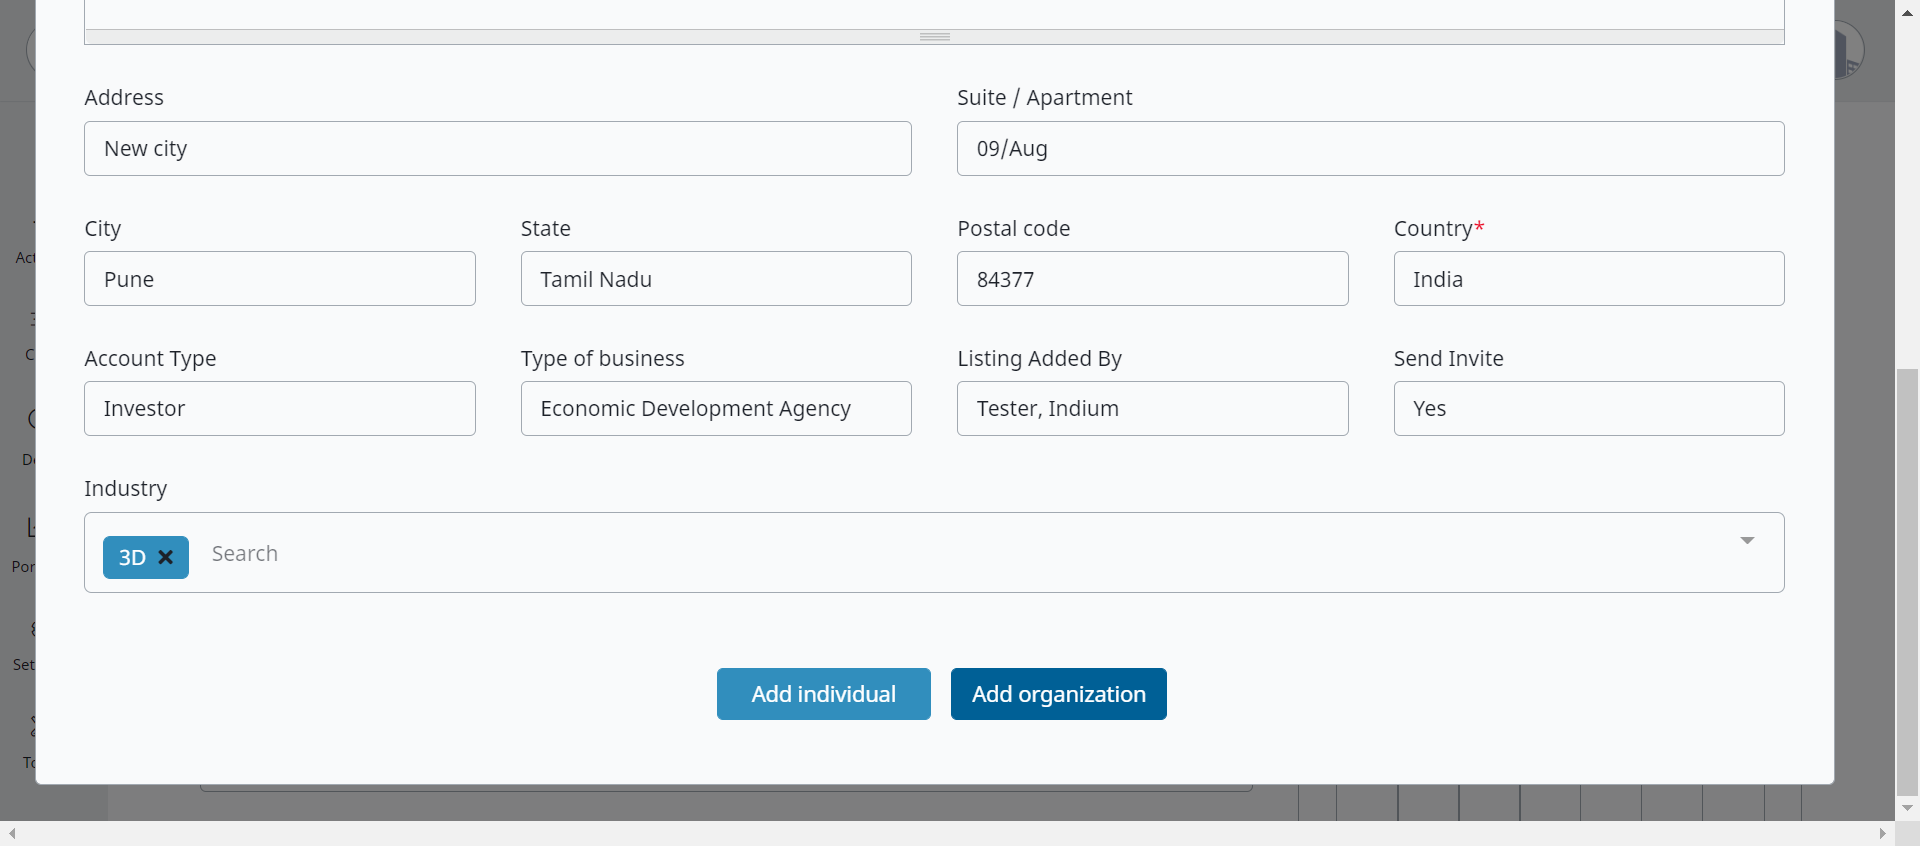 Address
Suite / Apartment
New city
09/Aug
City
State
Postal code
Country*
Pune
Tamil Nadu
84377
India
Account Type
Type of business
Listing Added By
Send Invite
Investor
Economic Development Agency
Tester, Indium
Yes
Industry
3D
Search
Add individual
Add organization